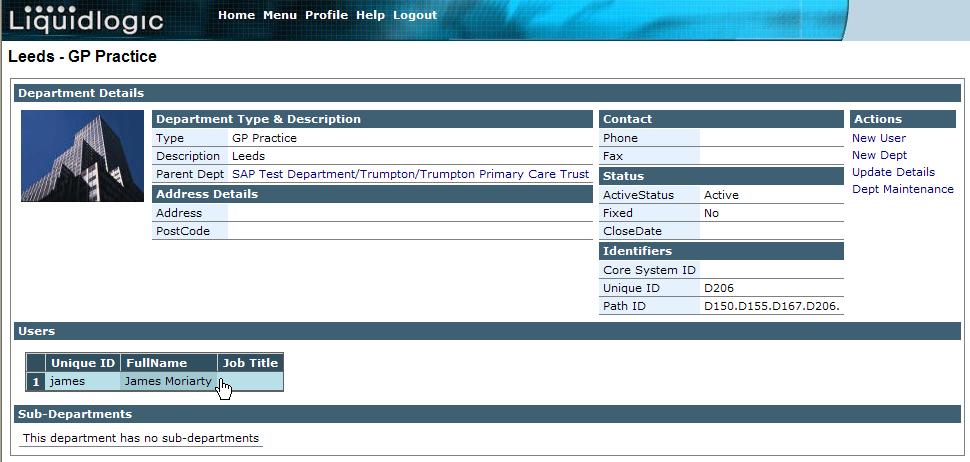 Liquidlogic
Home Menu Profile Help Logout
Leeds - GP Practice
Department Details
Department Type & Description
Type GP Practice
Description Leeds
Parent Dept SAP Test Department/Trumpton/Trumpton Primary Care Trust
Address Details
Address
PostCode
Contact
Phone
Fax
Status
ActiveStatus Active
Fixed No
CloseDate
Identifiers
Core System ID
Unique ID D206
Path ID D150.D155.D167.D206.
Actions
New User
New Dept
Update Details
Dept Maintenance
Users
Unique ID FullName Job Title
1 james James Moriarty
Sub-Departments
This department has no sub-departments